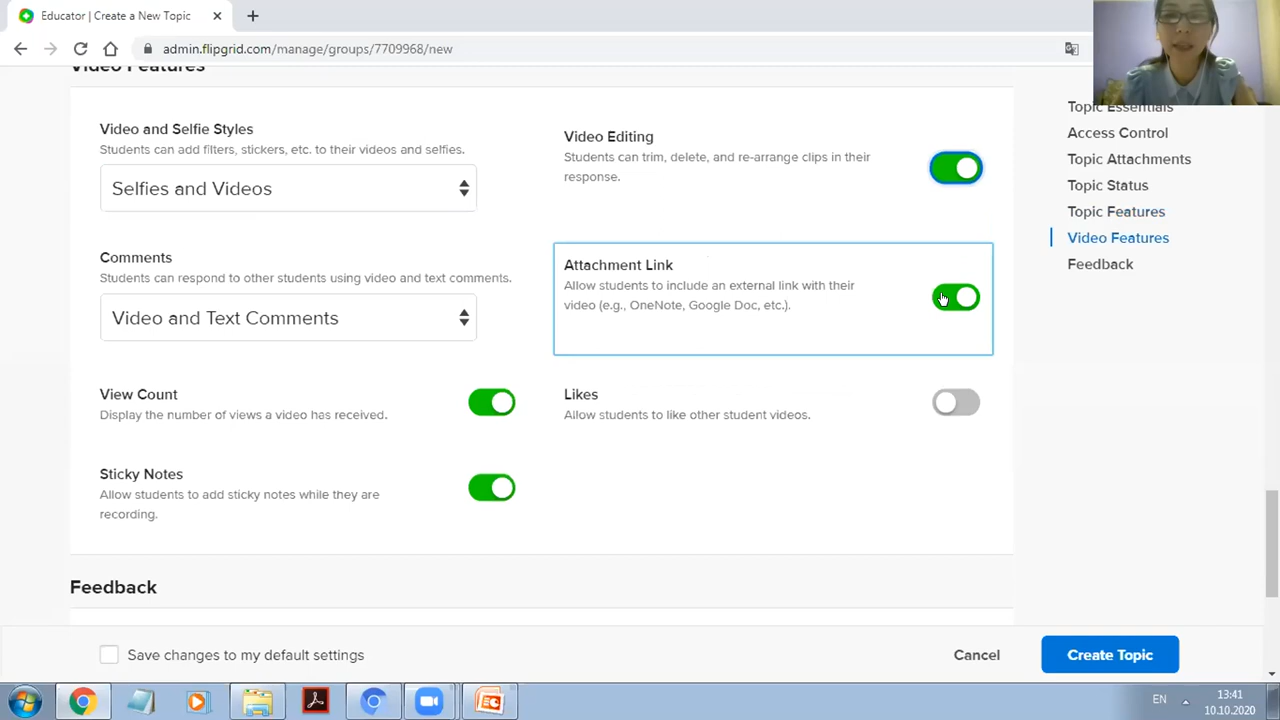 Educator | Create a New Topic
admin.flipgrid.com/manage/groups/7709968/new
Video Features
Video and Selfie Styles
Students can add filters, stickers, etc. to their videos and selfies.
Selfies and Videos
Video Editing
Students can trim, delete, and re-arrange clips in their
response.
Comments
Students can respond to other students using video and text comments.
Video and Text Comments
Attachment Link
Allow students to include an external link with their
video (e.g., OneNote, Google Doc, etc.).
View Count
Display the number of views a video has received.
Likes
Allow students to like other student videos.
Sticky Notes
Allow students to add sticky notes while they are
recording.
Feedback
Topic Essentials
Access Control
Topic Attachments
Topic Status
Topic Features
Video Features
Feedback
Save changes to my default settings
Cancel
Create Topic
EN
13:41
10.10.2020